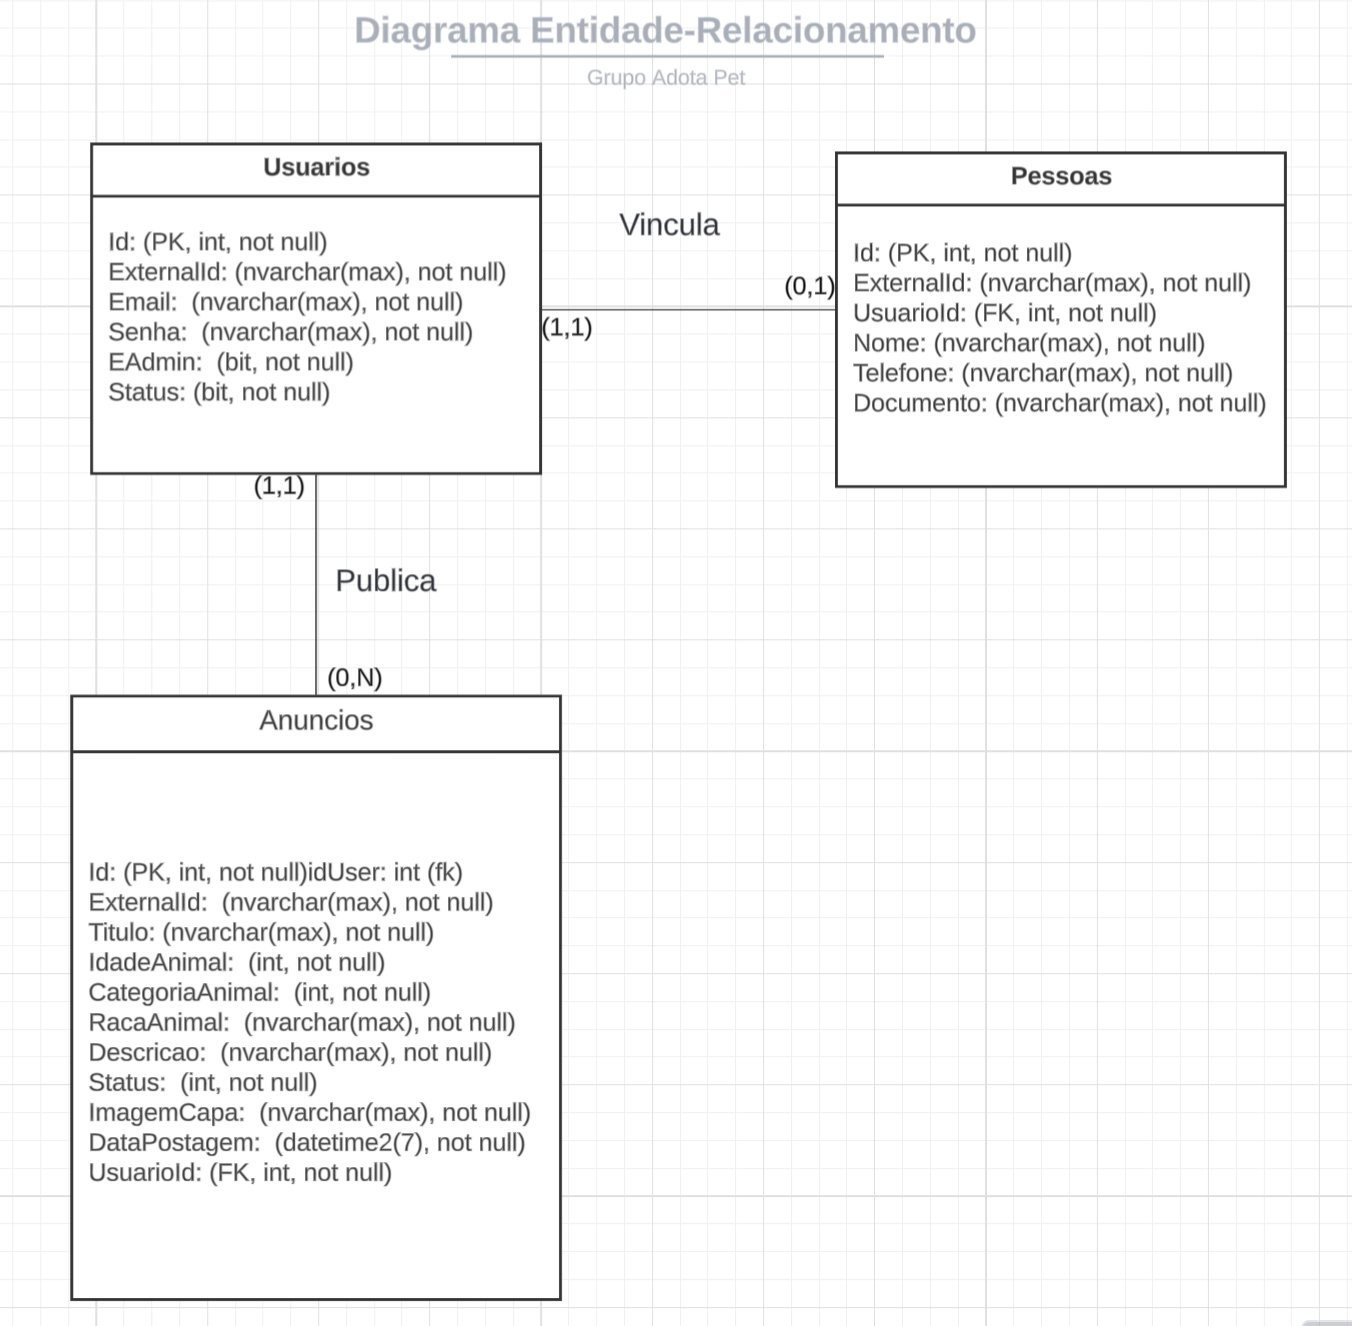 Diagrama Entidade-Relacionamento
Grupo Adota Pet
Usuarios
Id: (PK, int, not null)
ExternalId: (nvarchar(max), not null)
Email: (nvarchar(max), not null)
Senha: (nvarchar(max), not null)
EAdmin: (bit, not null)
Status: (bit, not null)
Vincula
(1,1)
(0,1)
Pessoas
Id: (PK, int, not null)
ExternalId: (nvarchar(max), not null)
UsuarioId: (FK, int, not null)
Nome: (nvarchar(max), not null)
Telefone: (nvarchar(max), not null)
Documento: (nvarchar(max), not null)
(1,1)
Publica
(0,N)
Anuncios
Id: (PK, int, not null)idUser: int (fk)
ExternalId: (nvarchar(max), not null)
Titulo: (nvarchar(max), not null)
IdadeAnimal: (int, not null)
CategoriaAnimal: (int, not null)
RacaAnimal: (nvarchar(max), not null)
Descricao: (nvarchar(max), not null)
Status: (int, not null)
ImagemCapa: (nvarchar(max), not null)
DataPostagem: (datetime2(7), not null)
UsuarioId: (FK, int, not null)